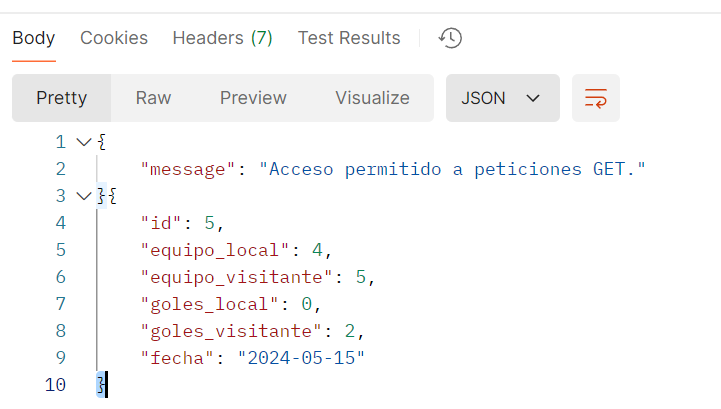 Body Cookies Headers (7) Test Results
Pretty Raw Preview Visualize JSON
1 {
2 "message": "Acceso permitido a peticiones GET."
3 }{
4 "id": 5,
5 "equipo_local": 4,
6 "equipo_visitante": 5,
7 "goles_local": 0,
8 "goles_visitante": 2,
9 "fecha": "2024-05-15"
10 }